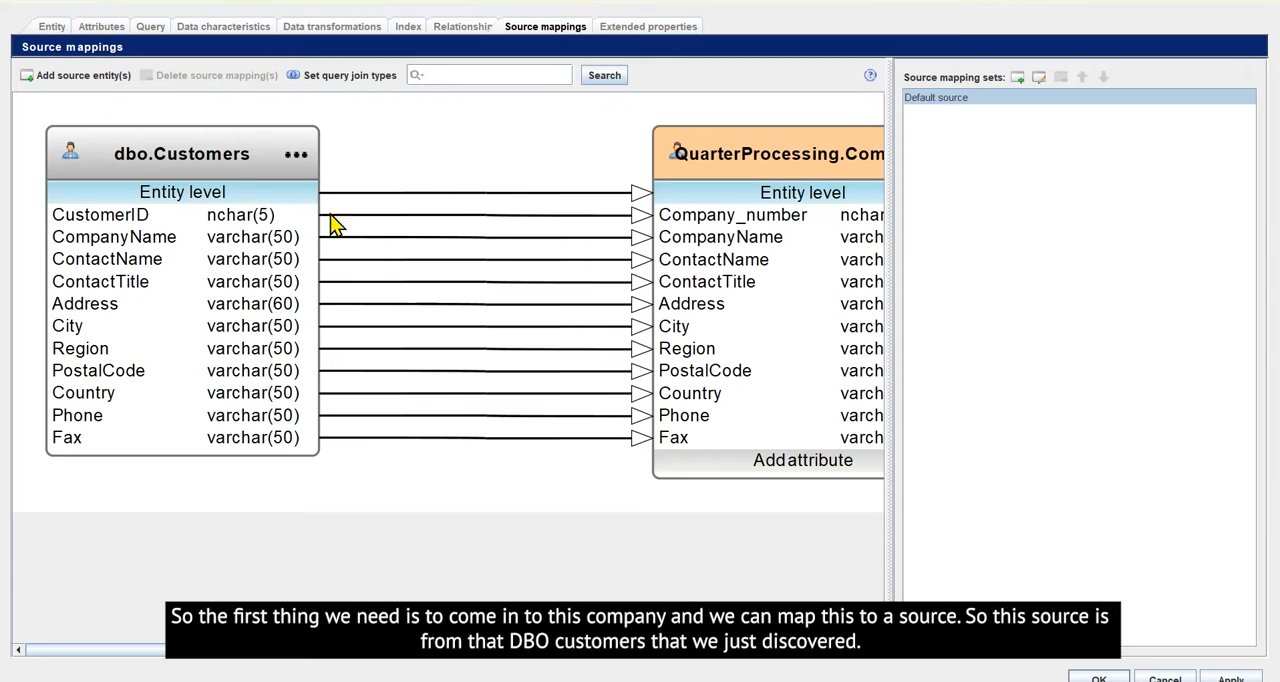 Entity Attributes Query Data characteristics Data transformations Index Relationship Source mappings Extended properties
Source mappings
Add source entity(s) Delete source mapping(s) Set query join types Search
Source mapping sets:
Default source
dbo.Customers
Entity level
CustomerID nchar(5)
CompanyName varchar(50)
ContactName varchar(50)
ContactTitle varchar(50)
Address varchar(60)
City varchar(50)
Region varchar(50)
PostalCode varchar(50)
Country varchar(50)
Phone varchar(50)
Fax varchar(50)
QuarterProcessing.Com
Entity level
Company_number nchar
CompanyName varch
ContactName varch
ContactTitle varch
Address varch
City varch
Region varch
PostalCode varch
Country varch
Phone varch
Fax varch
Add attribute
So the first thing we need is to come in to this company and we can map this to a source. So this source is
from that DBO customers that we just discovered.
OK Cancel Apply